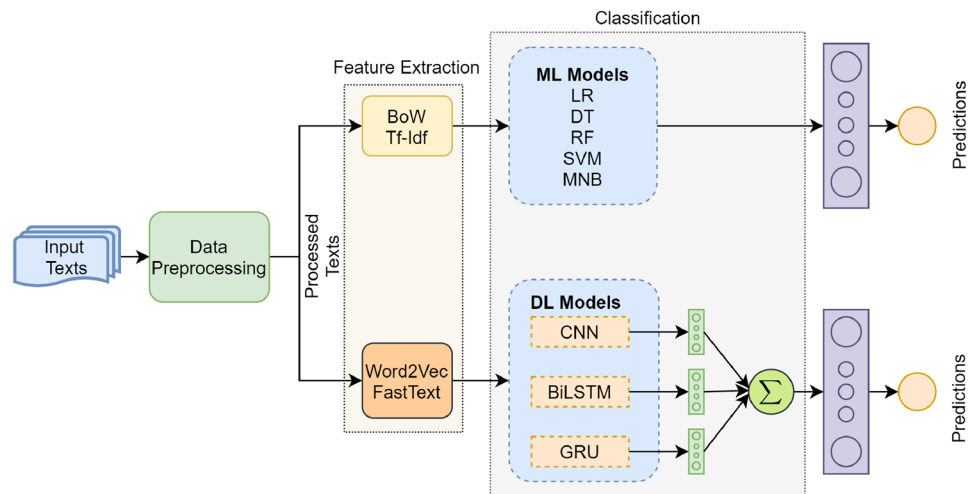 Classification
Feature Extraction
ML Models
LR
DT
RF
SVM
MNB
BoW
Tf-Idf
Predictions
Input
Texts
Data
Preprocessing
Processed
Texts
DL Models
CNN
Word2Vec
FastText
BiLSTM
Σ
GRU
Predictions